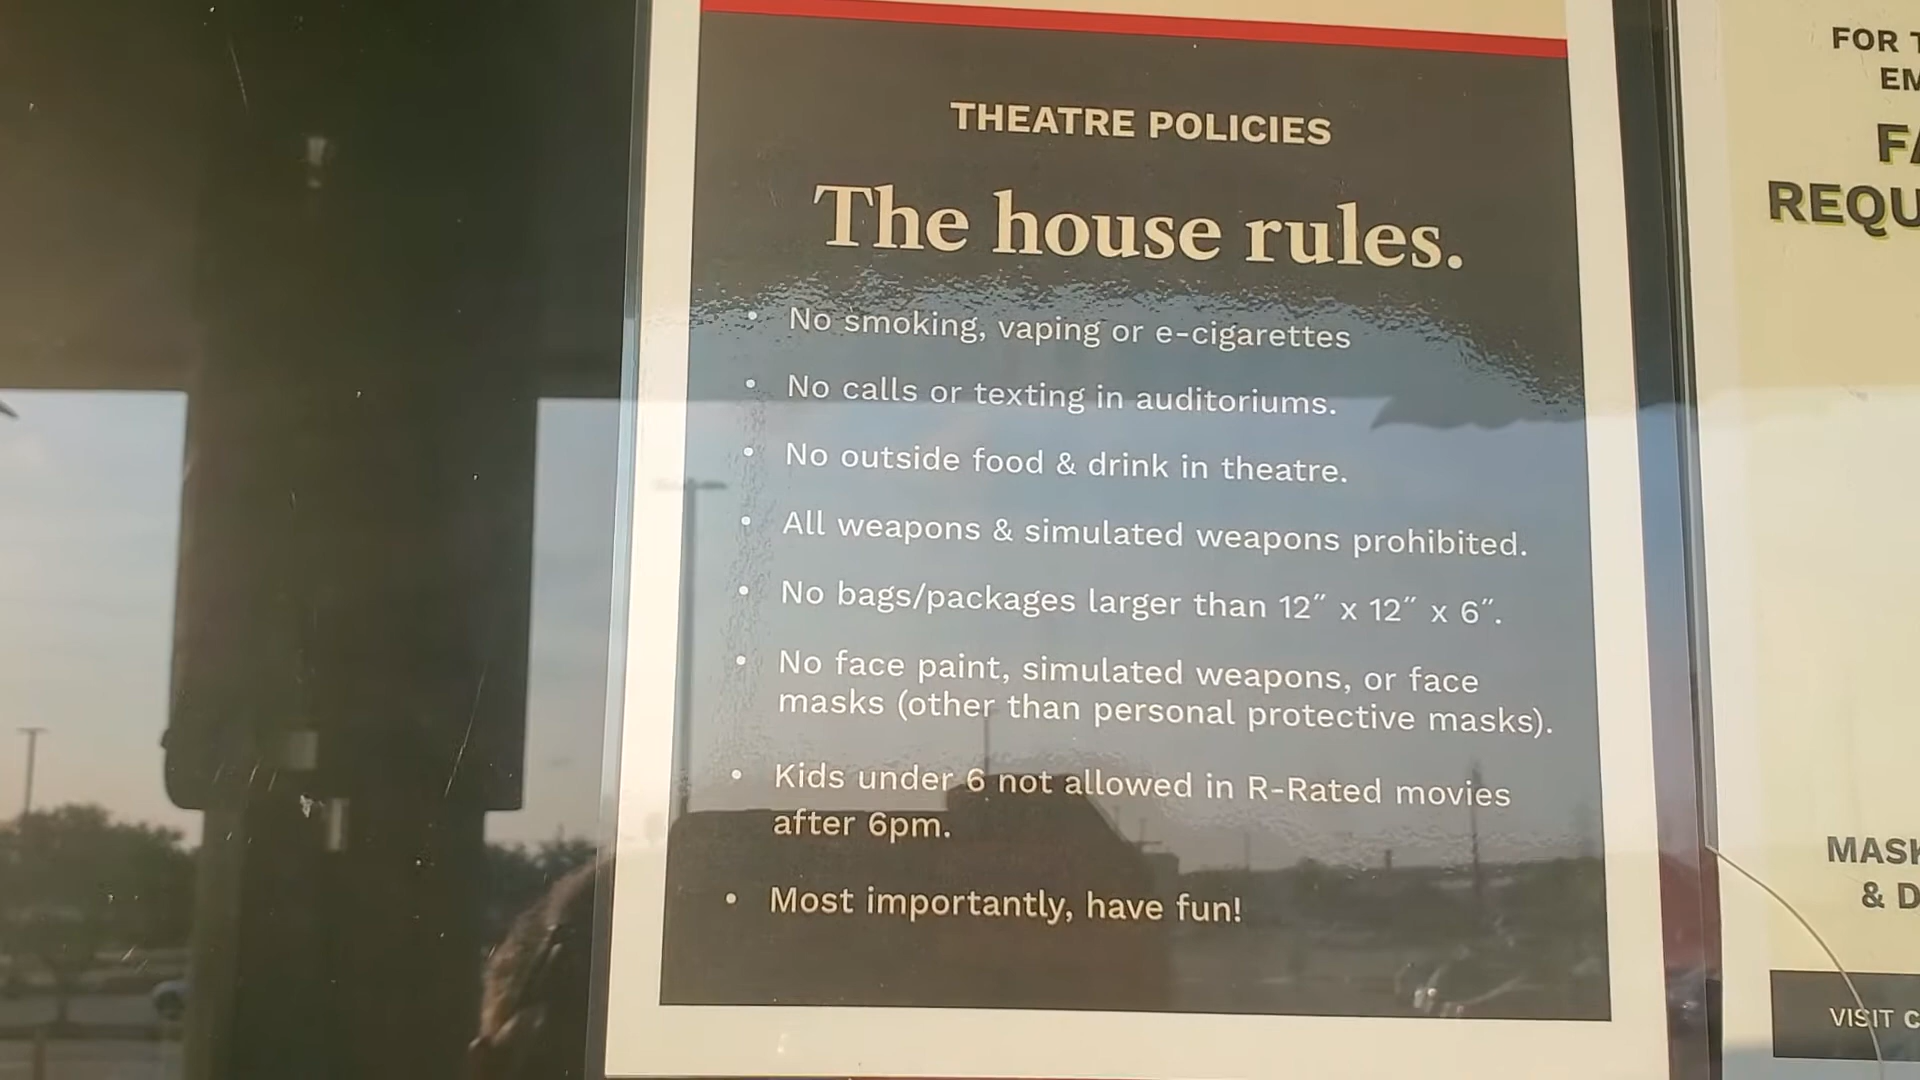 THEATRE POLICIES
The house rules.
• No smoking, vaping or e-cigarettes
• No calls or texting in auditoriums.
• No outside food & drink in theatre.
• All weapons & simulated weapons prohibited.
• No bags/packages larger than 12″ x 12″ x 6″.
• No face paint, simulated weapons, or face
masks (other than personal protective masks).
• Kids under 6 not allowed in R-Rated movies
after 6pm.
• Most importantly, have fun!
FOR
REQU
MASK
&
VISIT